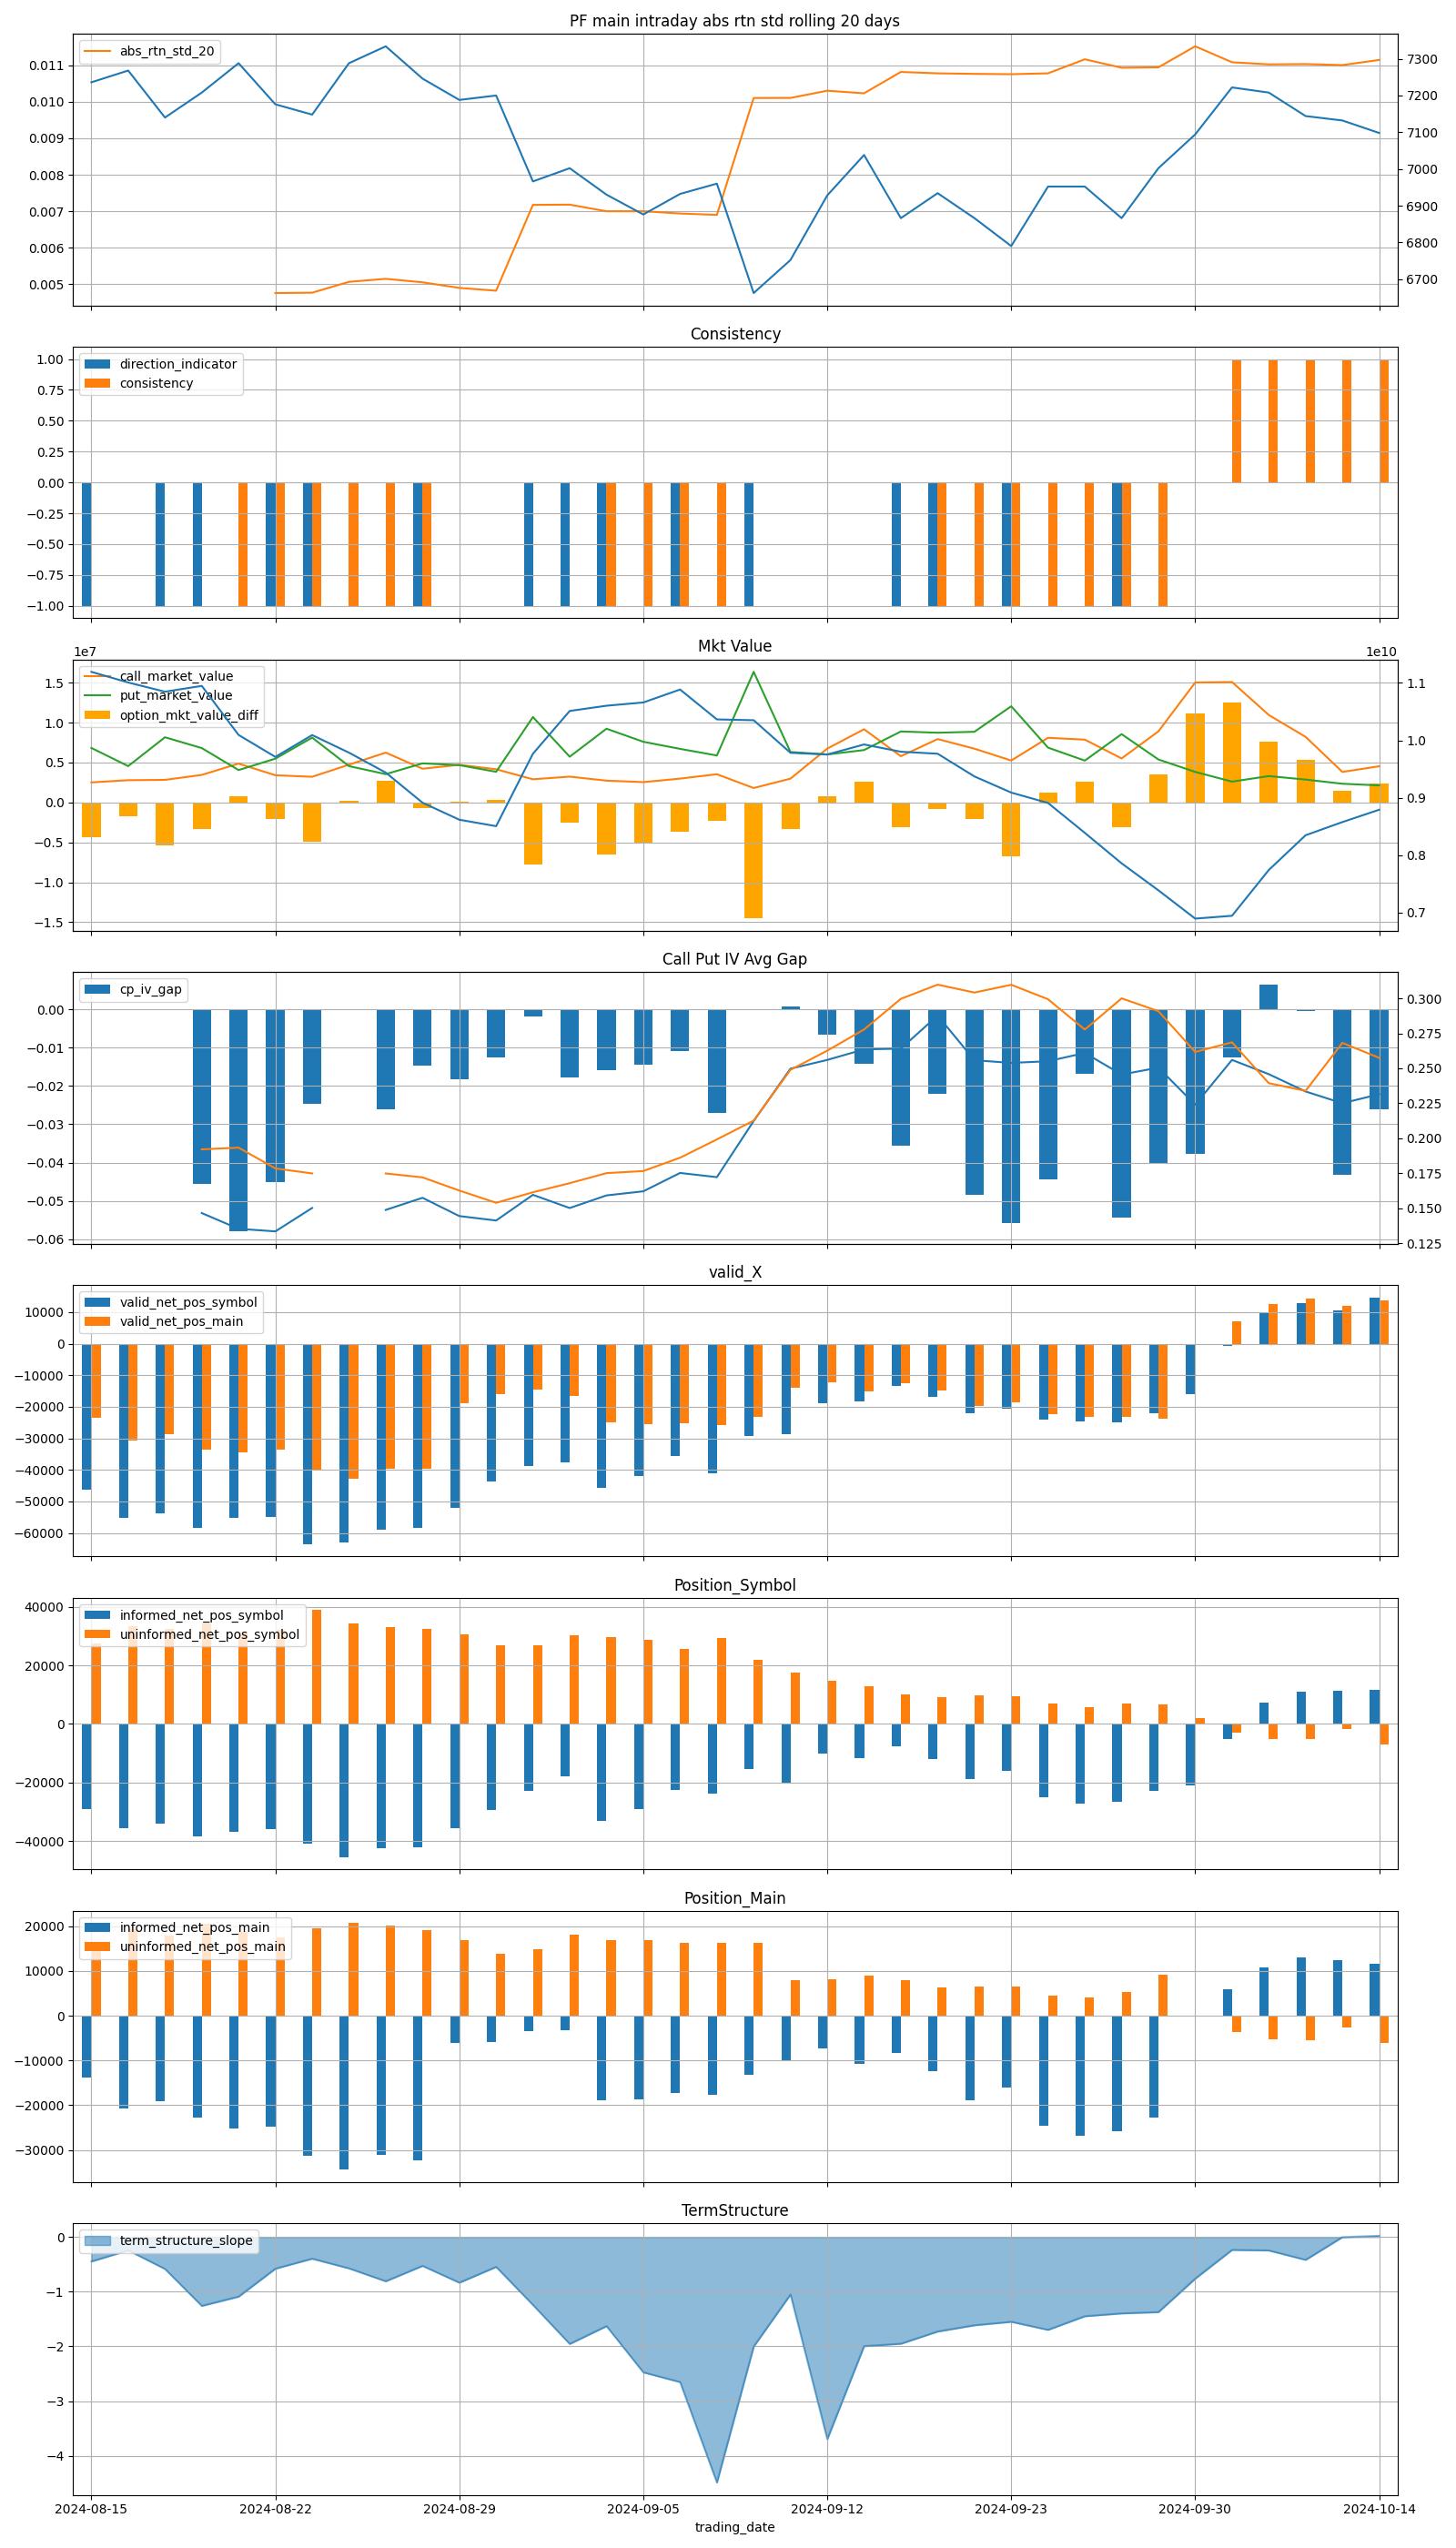 PF main intraday abs rtn std rolling 20 days
abs_rtn_std_20
0.011
0.010
0.009
0.008
0.007
0.006
0.005
7300
7200
7100
7000
6900
6800
6700
Consistency
direction_indicator
consistency
1.00
0.75
0.50
0.25
0.00
−0.25
−0.50
−0.75
−1.00
Mkt Value
1e7
1e10
call_market_value
put_market_value
option_mkt_value_diff
1.5
1.0
0.5
0.0
−0.5
−1.0
−1.5
1.1
1.0
0.9
0.8
0.7
Call Put IV Avg Gap
cp_iv_gap
0.00
−0.01
−0.02
−0.03
−0.04
−0.05
−0.06
0.300
0.275
0.250
0.225
0.200
0.175
0.150
0.125
valid_X
valid_net_pos_symbol
valid_net_pos_main
10000
0
−10000
−20000
−30000
−40000
−50000
−60000
Position_Symbol
informed_net_pos_symbol
uninformed_net_pos_symbol
40000
20000
0
−20000
−40000
Position_Main
informed_net_pos_main
uninformed_net_pos_main
20000
10000
0
−10000
−20000
−30000
TermStructure
term_structure_slope
0
−1
−2
−3
−4
2024-08-15 2024-08-22 2024-08-29 2024-09-05 2024-09-12 2024-09-23 2024-09-30 2024-10-14
trading_date